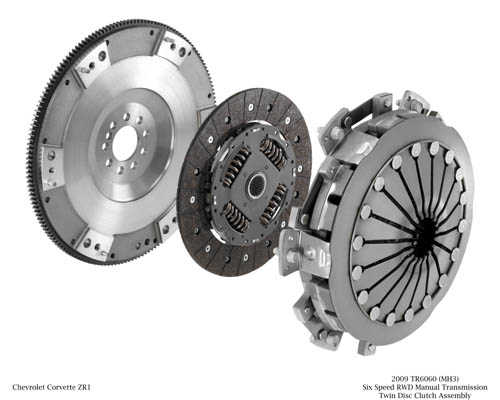 Chevrolet Corvette ZR1
2009 TR6060 (MH3)
Six Speed RWD Manual Transmission
Twin Disc Clutch Assembly